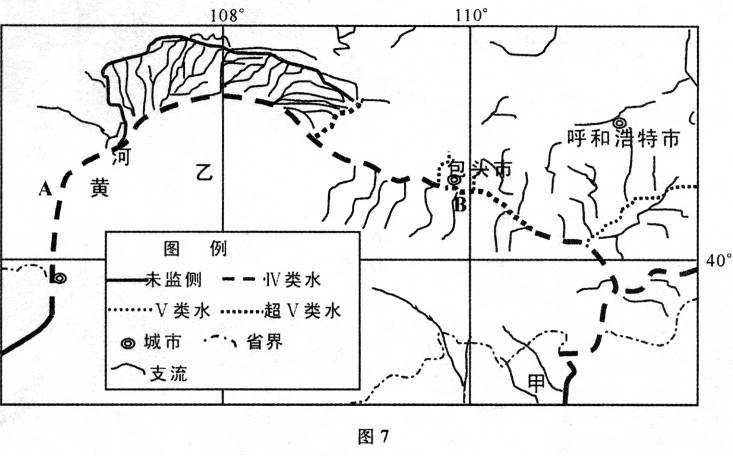 108° 110°
呼和浩特市
河
包头市
乙
A 黄
B
图 例
40°
未监侧 Ⅳ类水
Ⅴ类水 超Ⅴ类水
城市 省界
支流
甲
图 7